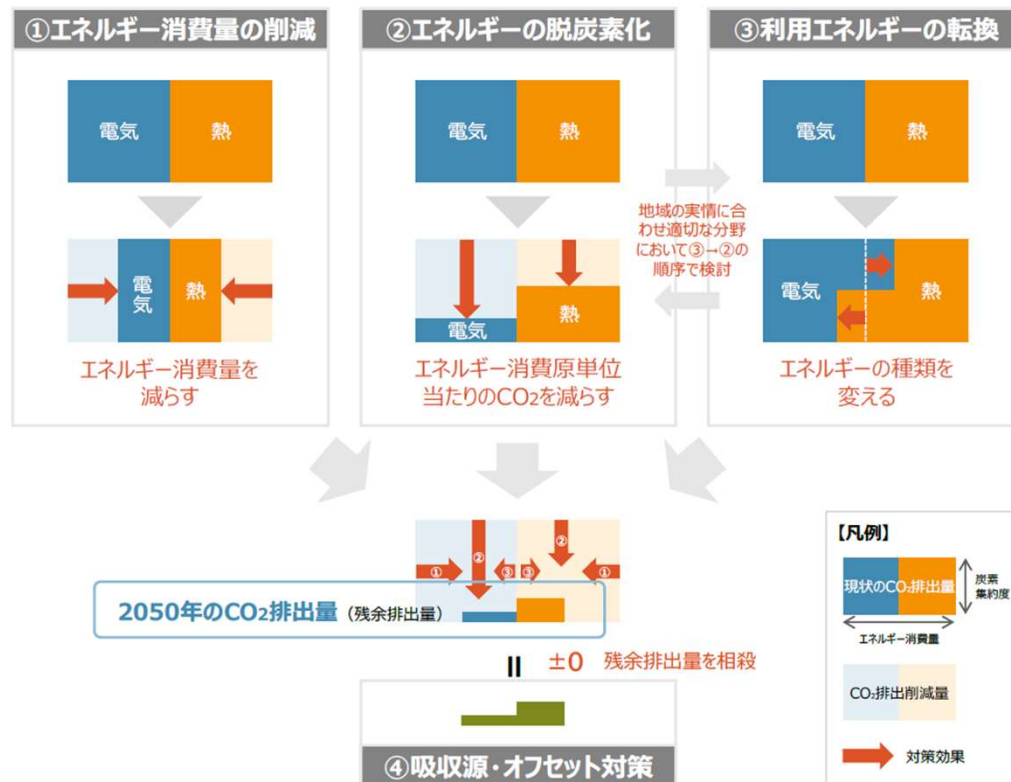 ①エネルギー消費量の削減
電気
熱
電気
熱
エネルギー消費量を
減らす
②エネルギーの脱炭素化
電気
熱
電気
熱
エネルギー消費原単位
当たりのCO₂を減らす
地域の実情に合
わせ適切な分野
において③→②の
順序で検討
③利用エネルギーの転換
電気
熱
電気
熱
エネルギーの種類を
変える
①
②
③
③
②
①
2050年のCO₂排出量（残余排出量）
=
±0 残余排出量を相殺
④吸収源・オフセット対策
【凡例】
現状のCO₂排出量
炭素
集約度
エネルギー消費量
CO₂排出削減量
対策効果